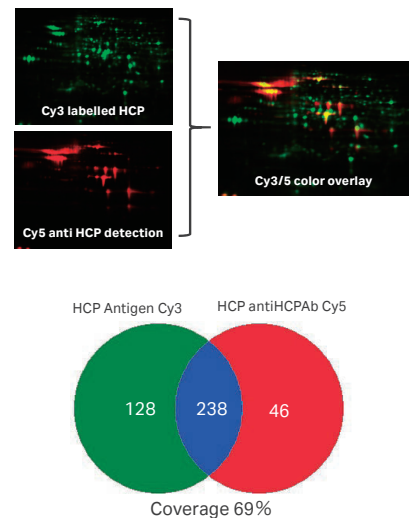 Cy3 labelled HCP
Cy5 anti HCP detection
Cy3/5 color overlay
HCP Antigen Cy3
HCP antiHCPAb Cy5
128
238
46
Coverage 69%